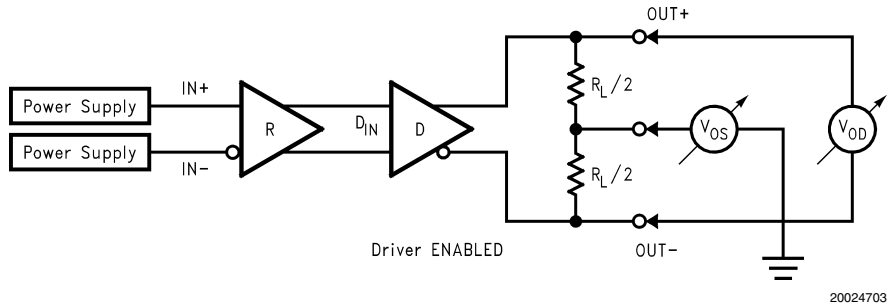 OUT+
IN+
Power Supply
R
D_IN
D
R_L/2
V_OS
V_OD
Power Supply
IN-
R_L/2
Driver ENABLED
OUT-
20024703